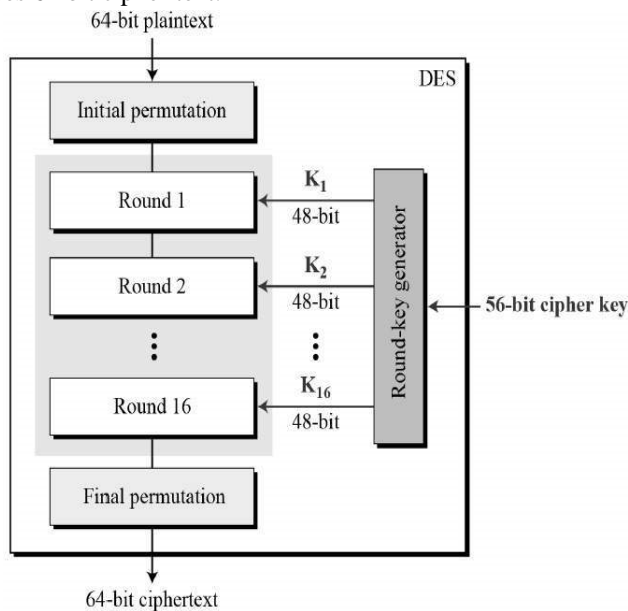 64-bit plaintext
DES
Initial permutation
K₁
Round 1
48-bit
K₂
Round 2
48-bit
Round-key generator
56-bit cipher key
K₁₆
Round 16
48-bit
Final permutation
64-bit ciphertext